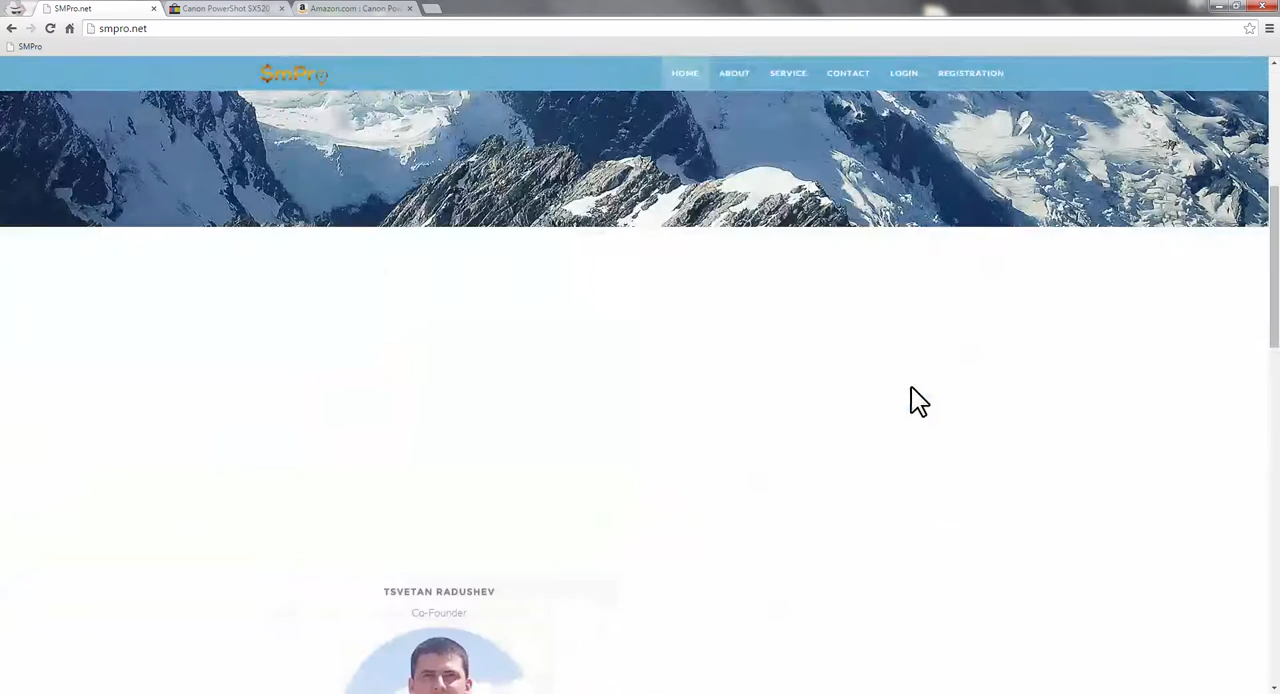 SMPro.net
Canon PowerShot SX520
Amazon.com : Canon Pow
smpro.net
SMPro
$mPro
HOME
ABOUT
SERVICE
CONTACT
LOGIN
REGISTRATION
TSVETAN RADUSHEV
Co-Founder